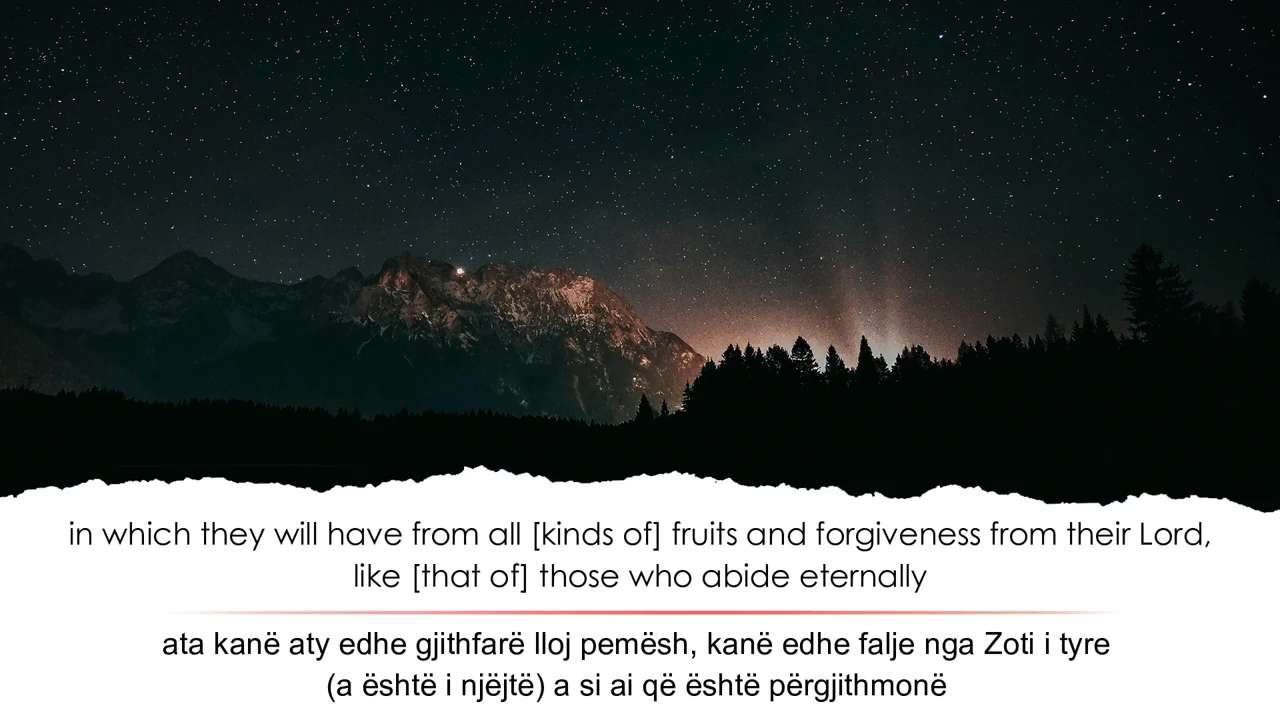 in which they will have from all [kinds of] fruits and forgiveness from their Lord,
like [that of] those who abide eternally
ata kanë aty edhe gjithfarë lloj pemësh, kanë edhe falje nga Zoti i tyre
(a është i njëjtë) a si ai që është përgjithmonë